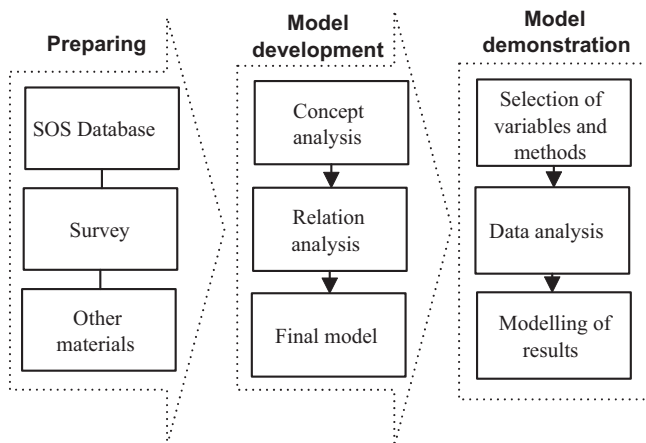 Preparing
SOS Database
Survey
Other
materials
Model
development
Concept
analysis
Relation
analysis
Final model
Model
demonstration
Selection of
variables and
methods
Data analysis
Modelling of
results